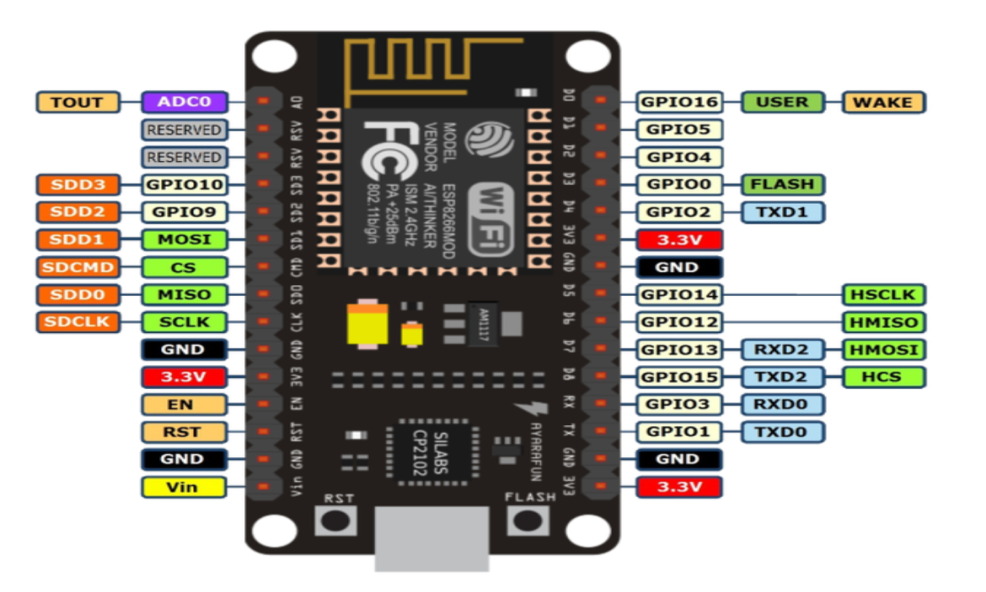 TOUT ADC0 A0 D0 GPIO16 USER WAKE
RESERVED RSV D1 GPIO5
RESERVED RSV D2 GPIO4
SDD3 GPIO10 SD3 D3 GPIO0 FLASH
SDD2 GPIO9 SD2 D4 GPIO2 TXD1
SDD1 MOSI SD1 3V3 3.3V
SDCMD CS CMD GND GND
SDD0 MISO SDO D5 GPIO14 HSCLK
SDCLK SCLK CLK D6 GPIO12 HMISO
GND GND D7 GPIO13 RXD2 HMOSI
3.3V 3V3 D8 GPIO15 TXD2 HCS
EN EN RX GPIO3 RXD0
RST RST TX GPIO1 TXD0
GND GND GND GND
Vin Vin 3V3 3.3V
MODEL ESP8266MOD
VENDOR AI/THINKER
ISM 2.4GHz
PA +25dBm
802.11b/g/n
FC
Wi Fi
AM1117
SILABS
CP2102
AYARAFUN
RST
FLASH